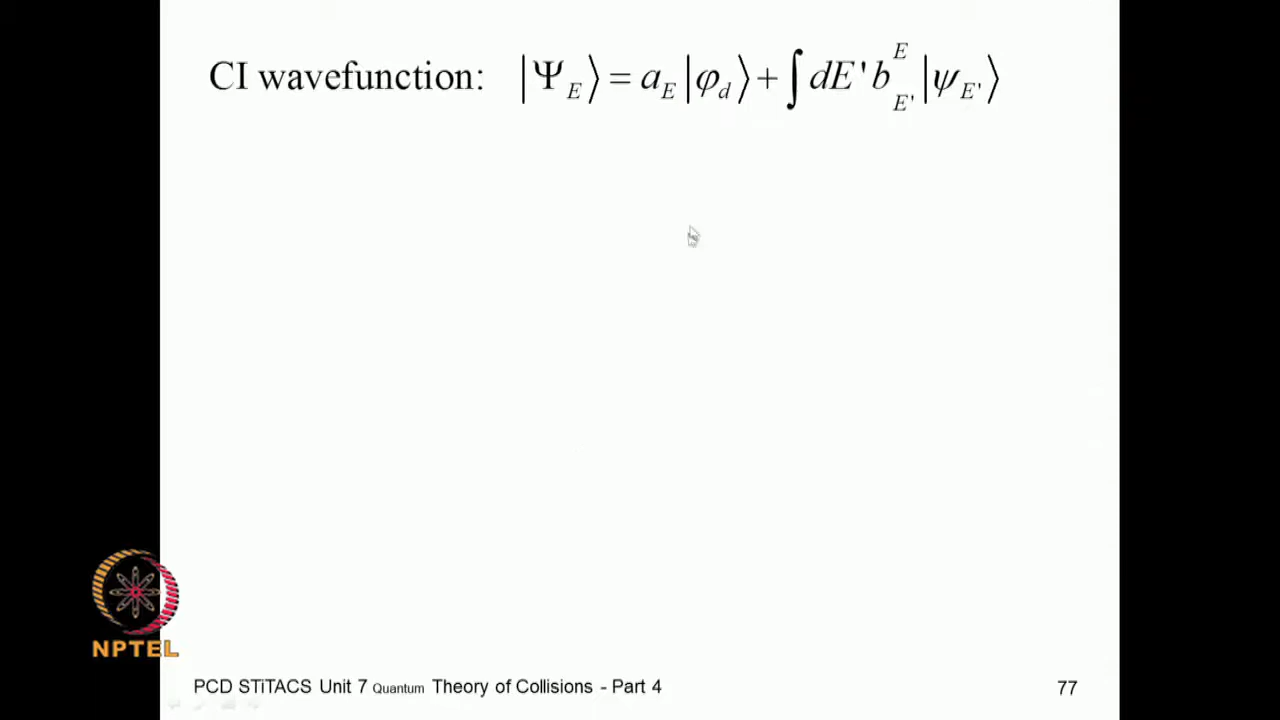 CI wavefunction: |Ψ_E⟩ = a_E |φ_d⟩ + ∫ dE' b_{E'}^{E} |ψ_{E'}⟩
NPTEL
PCD STiTACS Unit 7 Quantum Theory of Collisions - Part 4
77